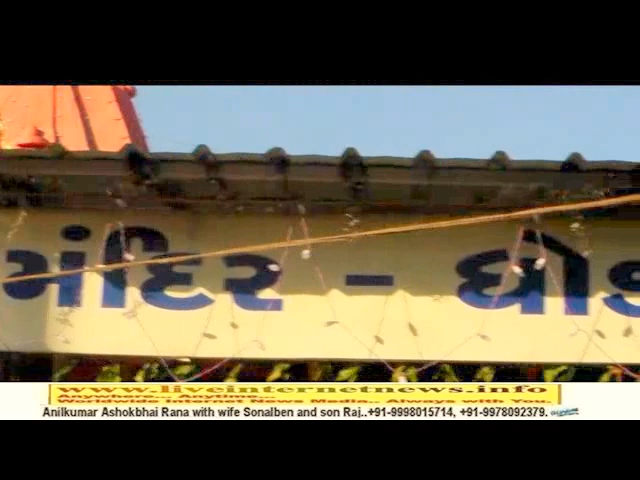 મંદિર - ઘોડ
www.liveinternetnews.info
Anywhere... Anytime...
Worldwide Internet News Media.. Always with You.
Anilkumar Ashokbhai Rana with wife Sonalben and son Raj..+91-9998015714, +91-9978092379.